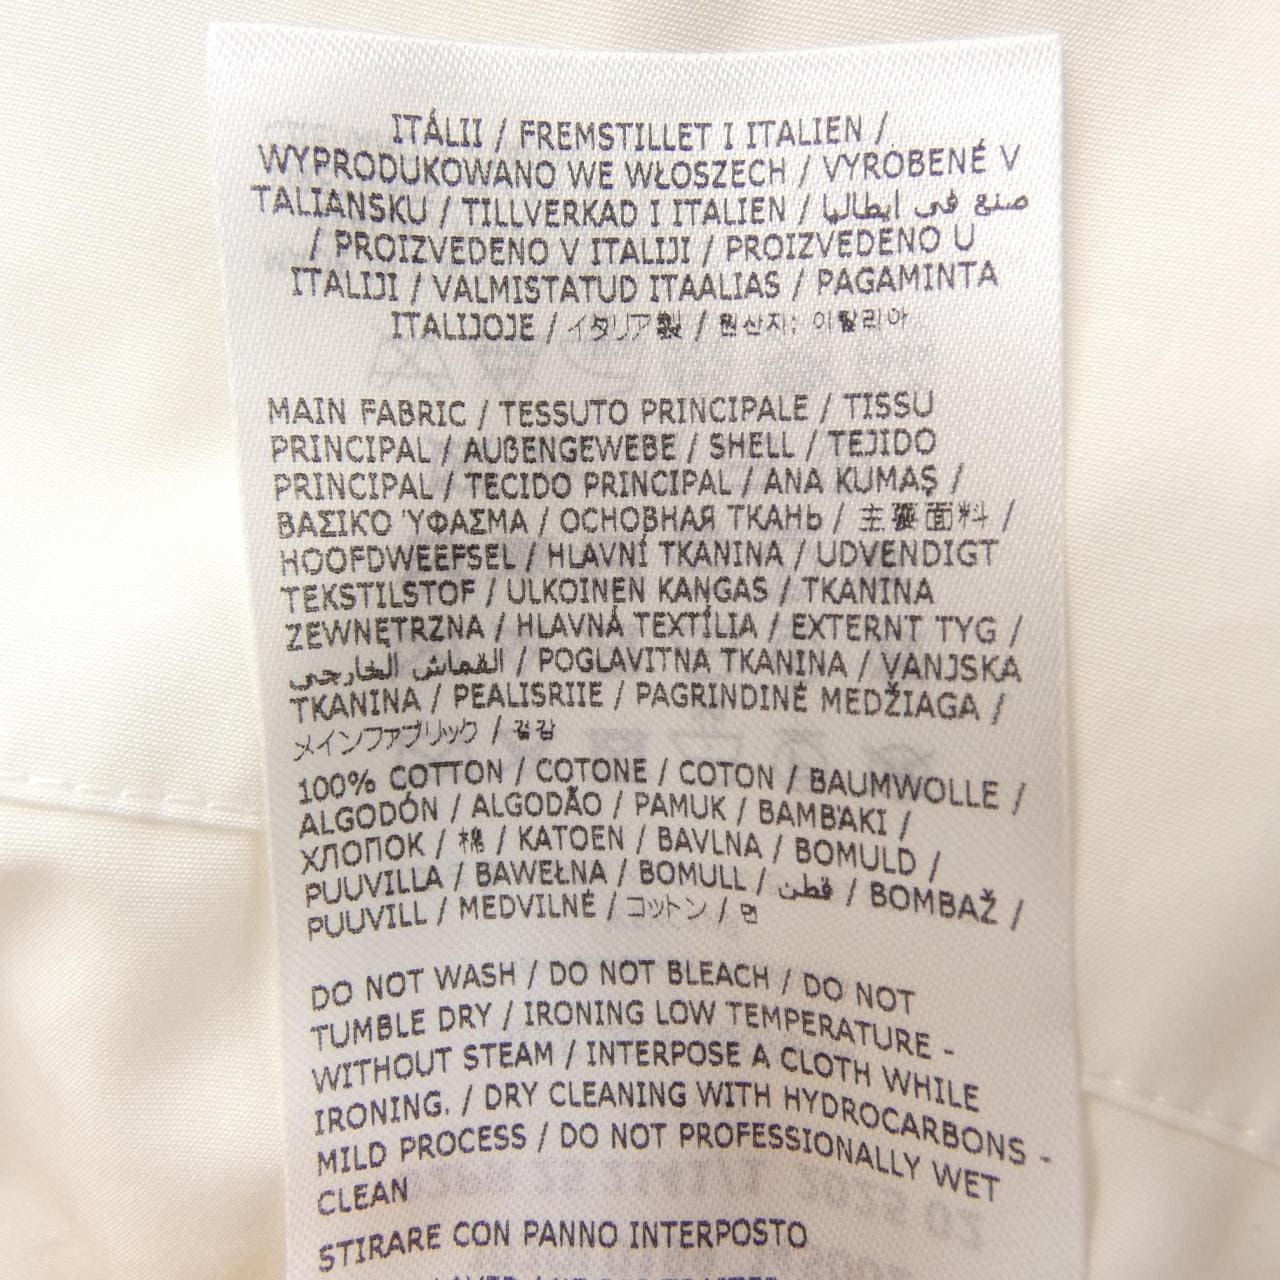 ITÁLII / FREMSTILLET I ITALIEN /
WYPRODUKOWANO WE WŁOSZECH / VYROBENÉ V
TALIANSKU / TILLVERKAD I ITALIEN / صنع في ايطاليا
/ PROIZVEDENO V ITALIJI / PROIZVEDENO U
ITALIJI / VALMISTATUD ITAALIAS / PAGAMINTA
ITALIJOJE / イタリア製 / 원산지: 이탈리아
MAIN FABRIC / TESSUTO PRINCIPALE / TISSU
PRINCIPAL / AUßENGEWEBE / SHELL / TEJIDO
PRINCIPAL / TECIDO PRINCIPAL / ANA KUMAŞ /
ΒΑΣΙΚΟ ΎΦΑΣΜΑ / ОСНОВНАЯ ТКАНЬ / 主要面料 /
HOOFDWEEFSEL / HLAVNÍ TKANINA / UDVENDIGT
TEKSTILSTOF / ULKOINEN KANGAS / TKANINA
ZEWNĘTRZNA / HLAVNÁ TEXTÍLIA / EXTERNT TYG /
القماش الخارجي / POGLAVITNA TKANINA / VANJSKA
TKANINA / PEALISRIIE / PAGRINDINĖ MEDŽIAGA /
メインファブリック / 겉감
100% COTTON / COTONE / COTON / BAUMWOLLE /
ALGODÓN / ALGODÃO / PAMUK / ΒΑΜΒΆΚΙ /
ХЛОПОК / 棉 / KATOEN / BAVLNA / BOMULD /
PUUVILLA / BAWEŁNA / BOMULL / قطن / BOMBAŽ /
PUUVILL / MEDVILNĖ / コットン / 면
DO NOT WASH / DO NOT BLEACH / DO NOT
TUMBLE DRY / IRONING LOW TEMPERATURE -
WITHOUT STEAM / INTERPOSE A CLOTH WHILE
IRONING. / DRY CLEANING WITH HYDROCARBONS -
MILD PROCESS / DO NOT PROFESSIONALLY WET
CLEAN
STIRARE CON PANNO INTERPOSTO